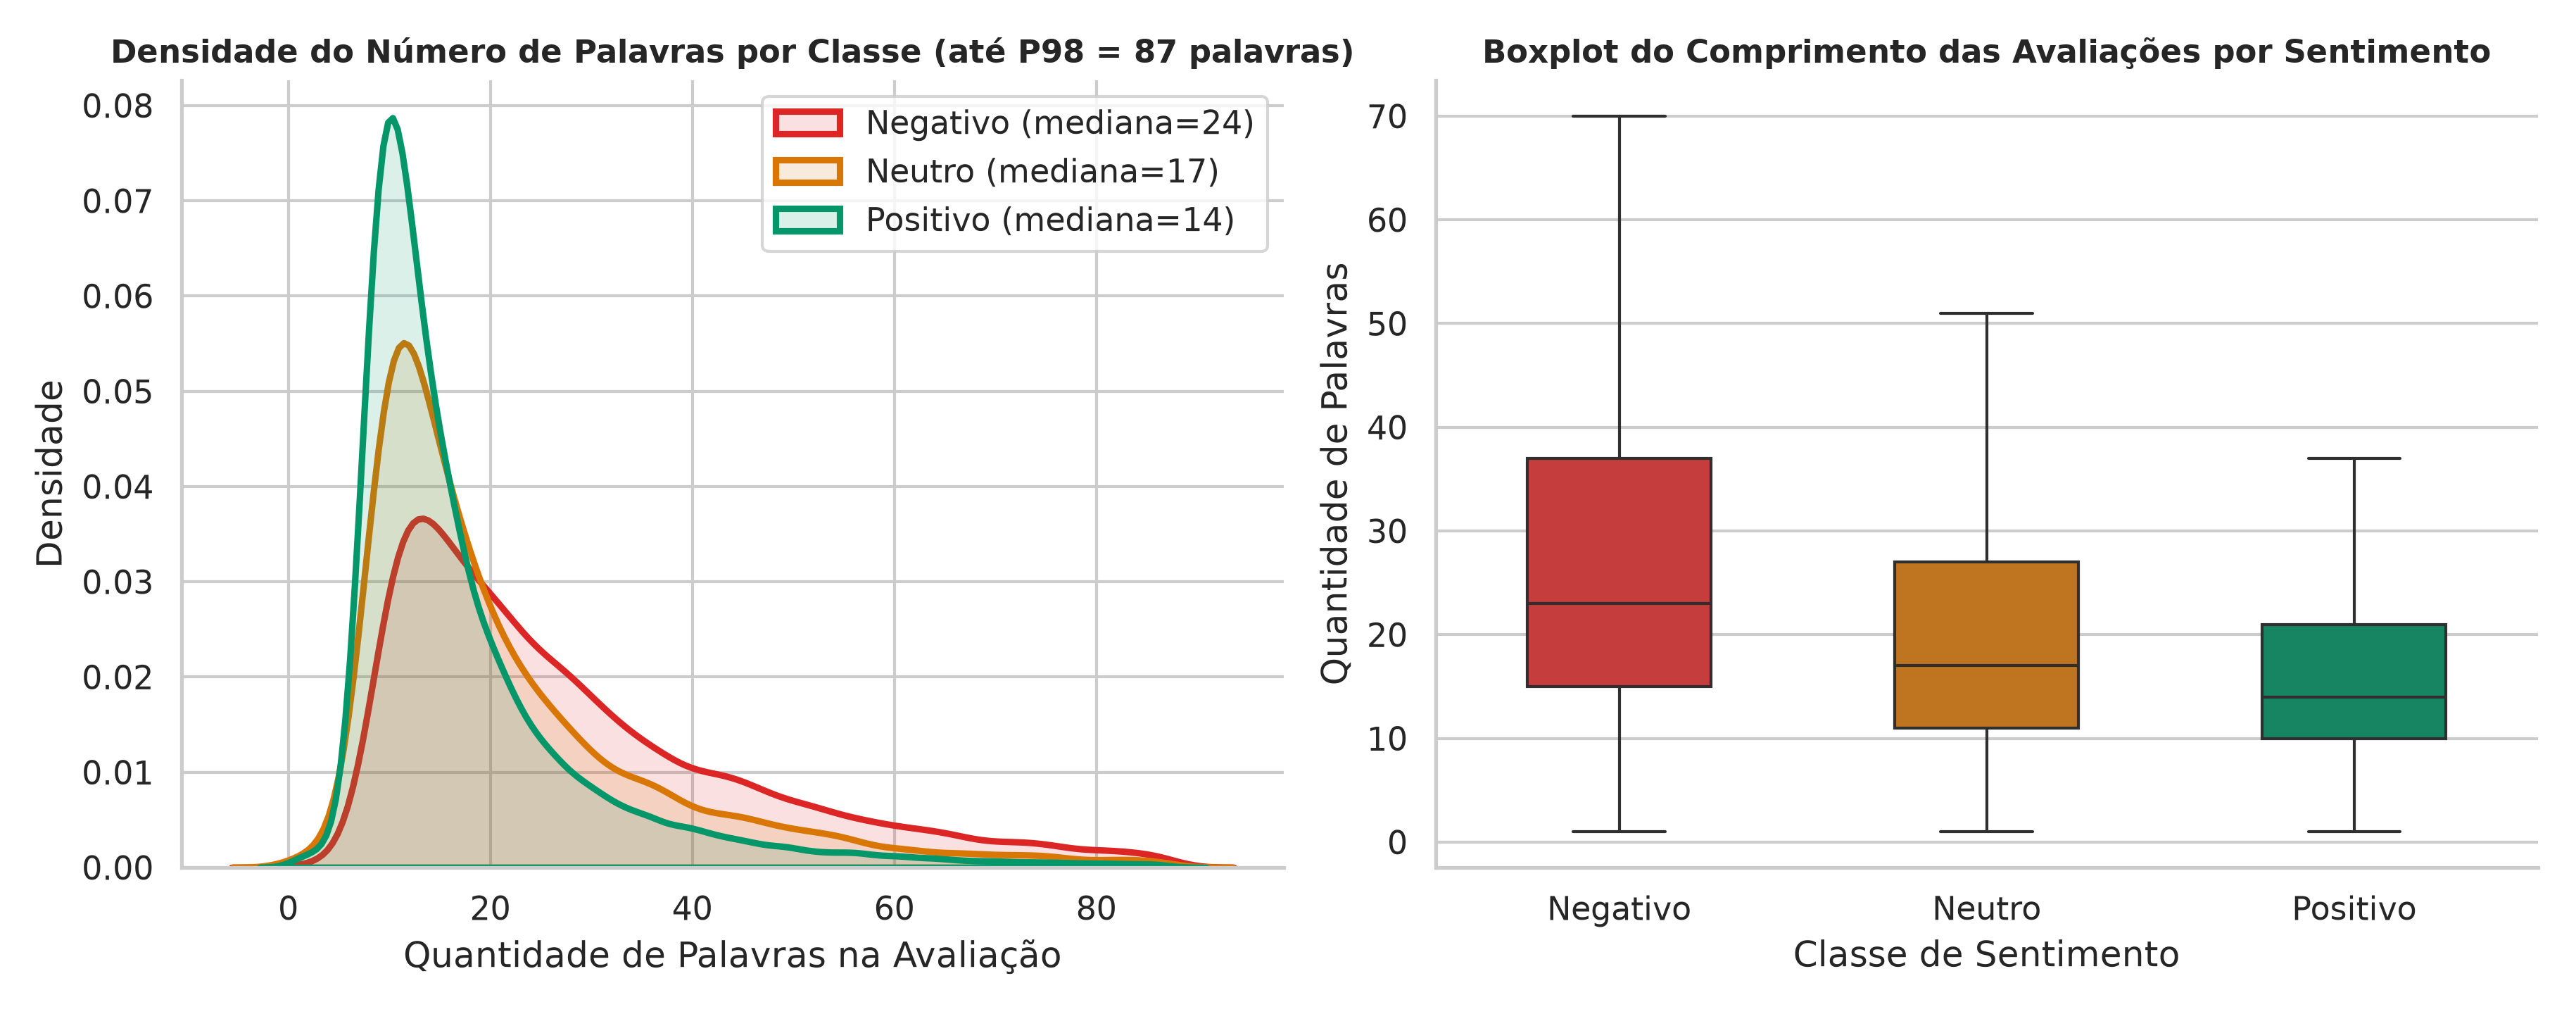 Densidade do Número de Palavras por Classe (até P98 = 87 palavras)
Densidade
0.08
0.07
0.06
0.05
0.04
0.03
0.02
0.01
0.00
Negativo (mediana=24)
Neutro (mediana=17)
Positivo (mediana=14)
0 20 40 60 80
Quantidade de Palavras na Avaliação
Boxplot do Comprimento das Avaliações por Sentimento
Quantidade de Palavras
70
60
50
40
30
20
10
0
Negativo Neutro Positivo
Classe de Sentimento